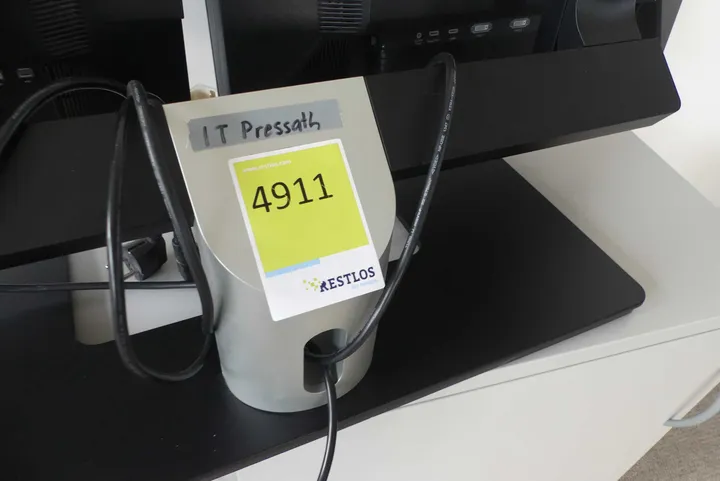 IT Pressath
4911
RESTLOS